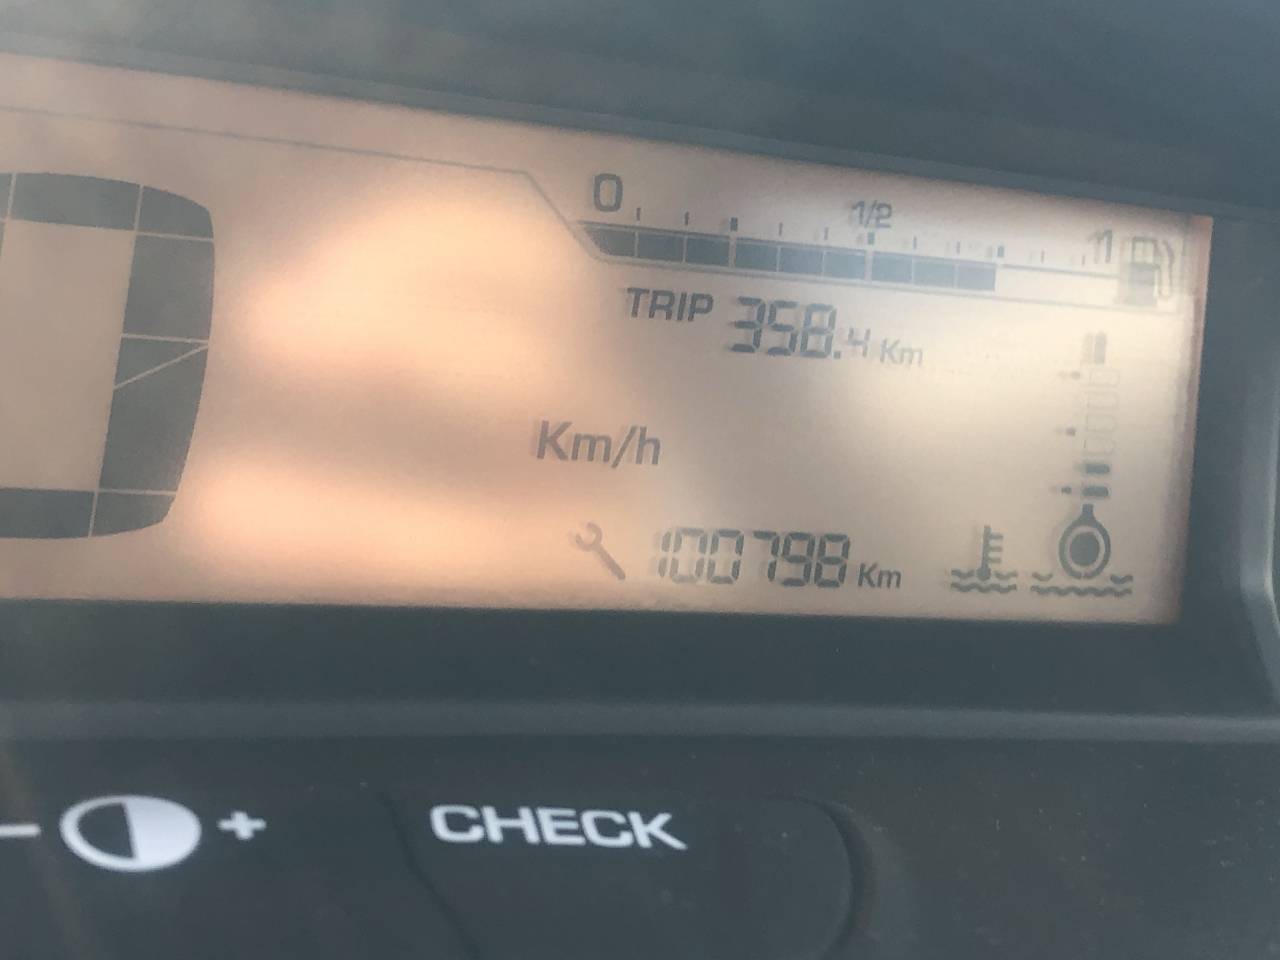 0 1/2 1
TRIP 358.4 Km
Km/h
100798 Km
- +
CHECK